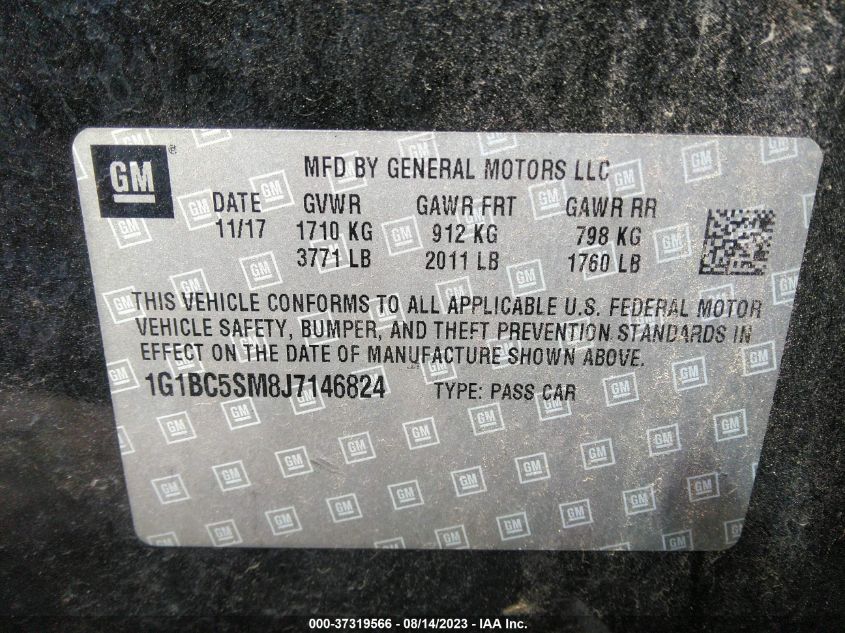 GM®
MFD BY GENERAL MOTORS LLC
DATE GVWR GAWR FRT GAWR RR
11/17 1710 KG 912 KG 798 KG
3771 LB 2011 LB 1760 LB
THIS VEHICLE CONFORMS TO ALL APPLICABLE U.S. FEDERAL MOTOR
VEHICLE SAFETY, BUMPER, AND THEFT PREVENTION STANDARDS IN
EFFECT ON THE DATE OF MANUFACTURE SHOWN ABOVE.
1G1BC5SM8J7146824 TYPE: PASS CAR
000-37319566 - 08/14/2023 - IAA Inc.